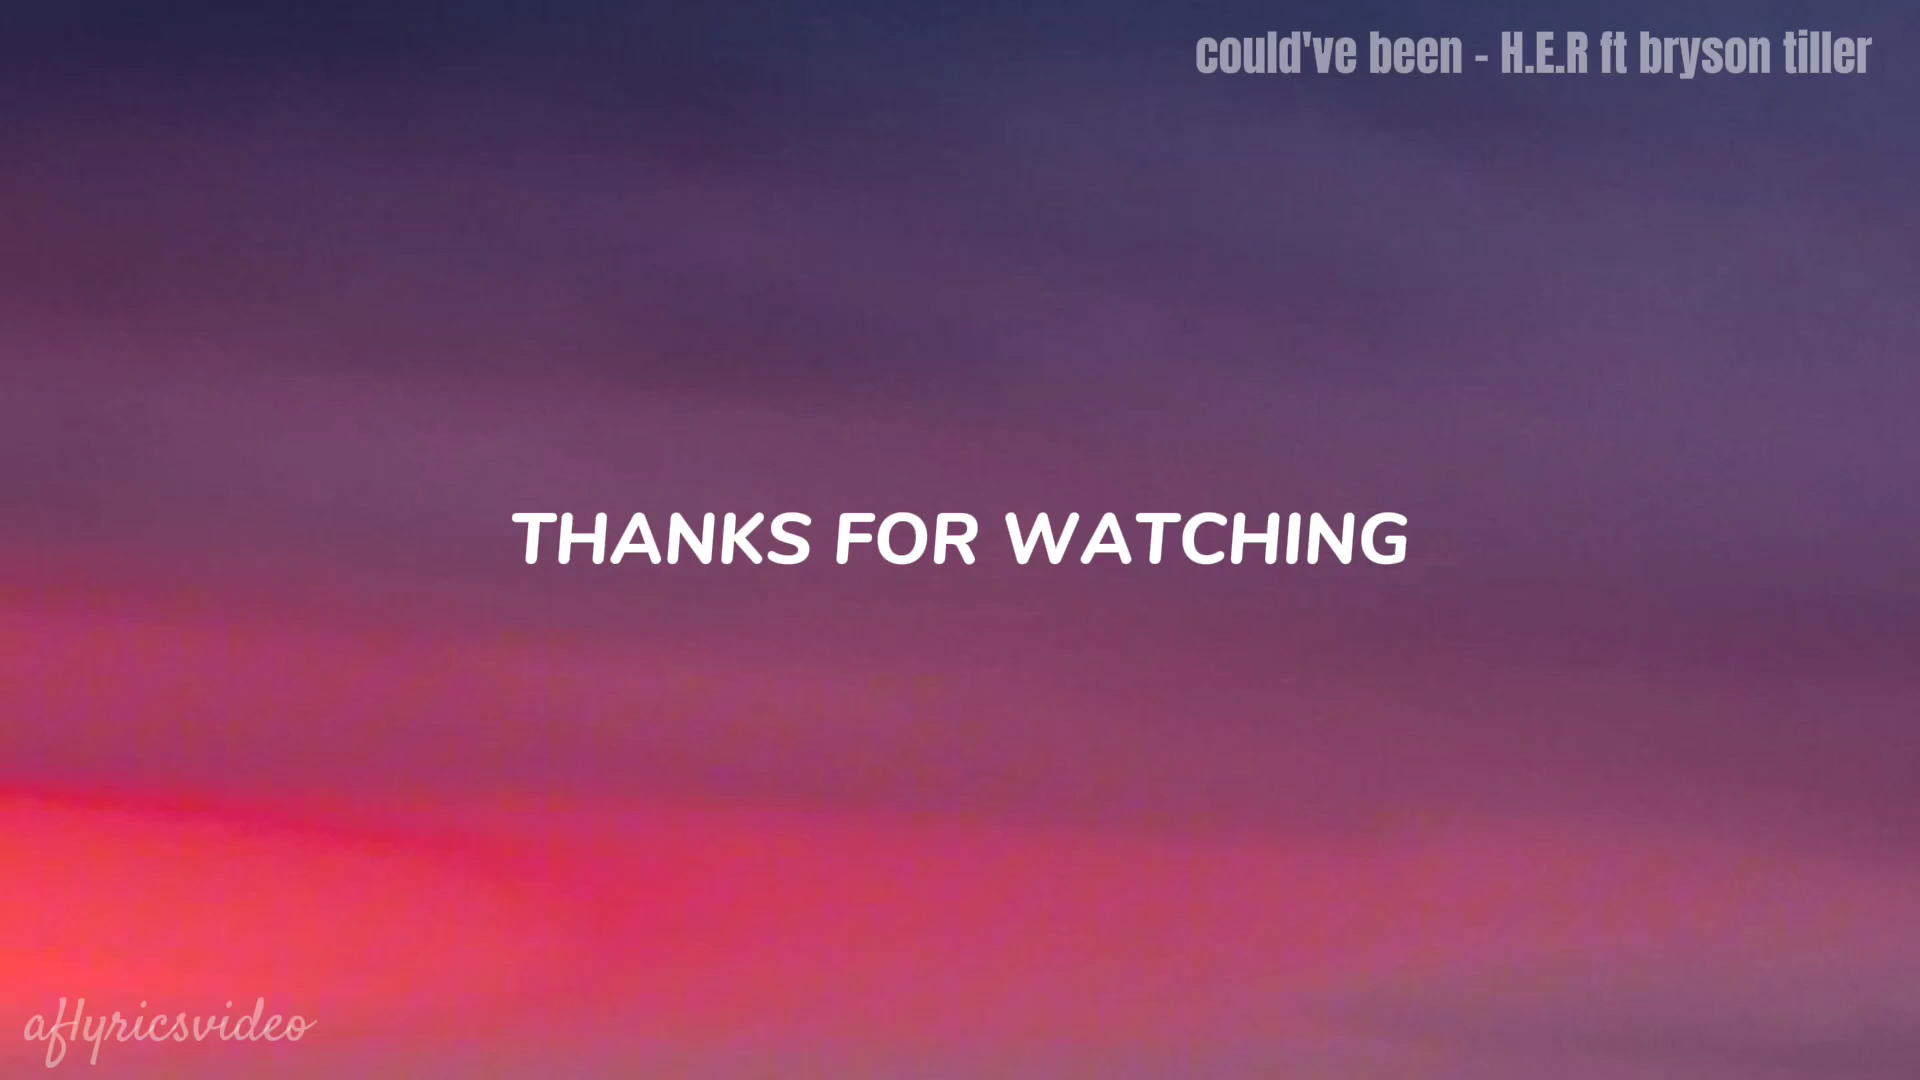 could've been - H.E.R ft bryson tiller
THANKS FOR WATCHING
aflyricsvideo